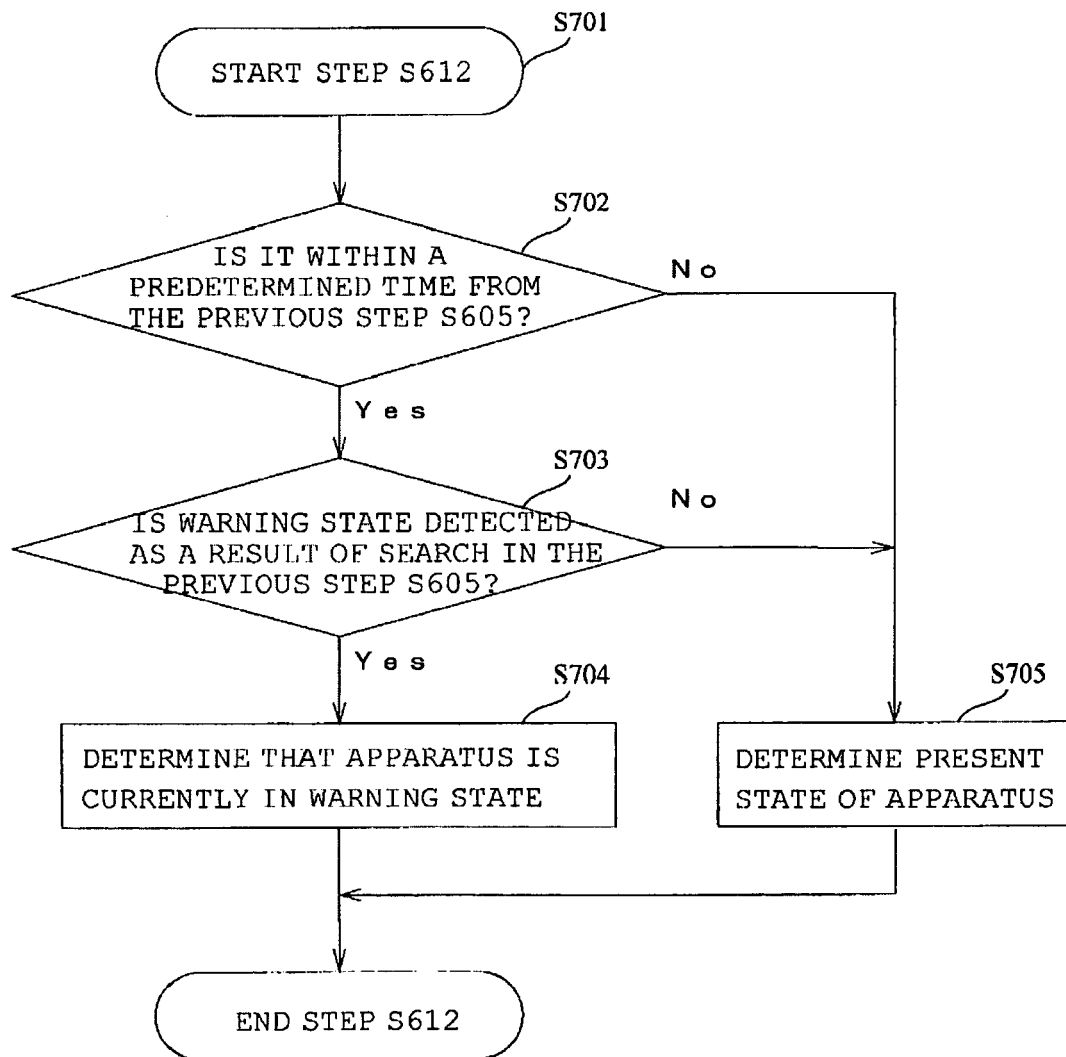 S701
START STEP S612
S702
IS IT WITHIN A
PREDETERMINED TIME FROM
THE PREVIOUS STEP S605?
No
Yes
S703
IS WARNING STATE DETECTED
AS A RESULT OF SEARCH IN THE
PREVIOUS STEP S605?
No
Yes
S704
DETERMINE THAT APPARATUS IS
CURRENTLY IN WARNING STATE
S705
DETERMINE PRESENT
STATE OF APPARATUS
END STEP S612